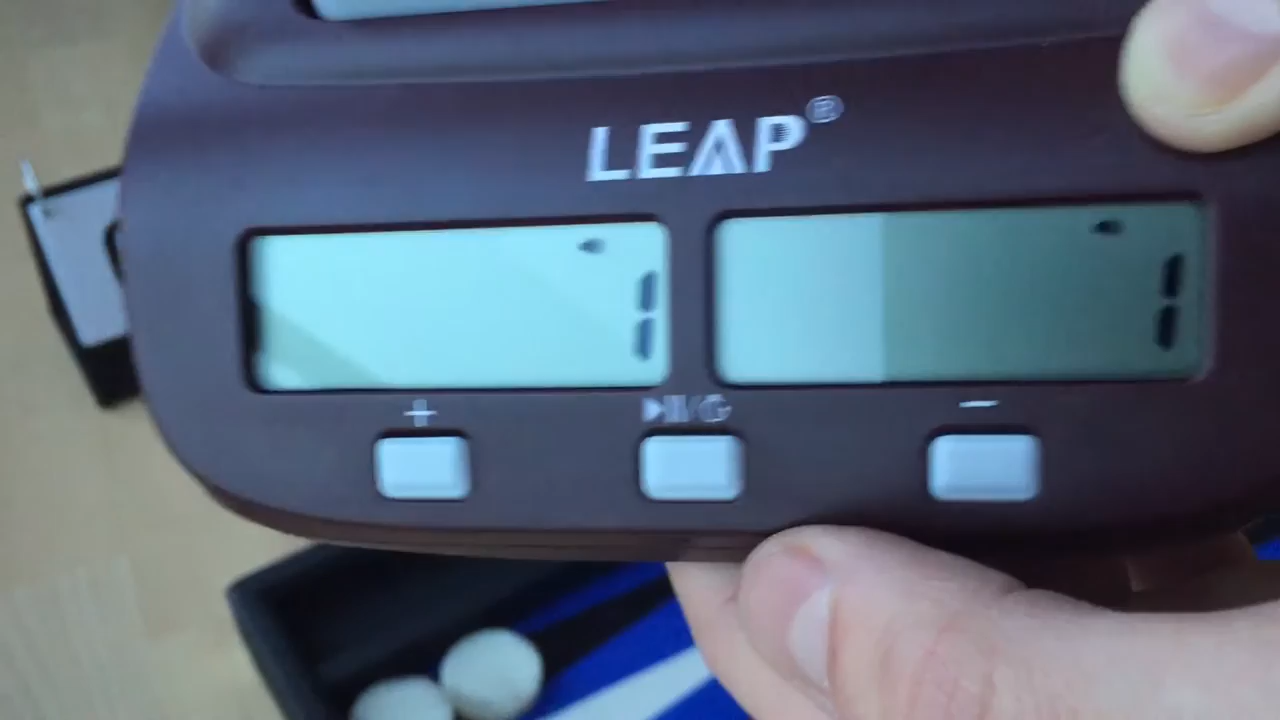 LEAP®
1 1
+ ⏯/↻ −